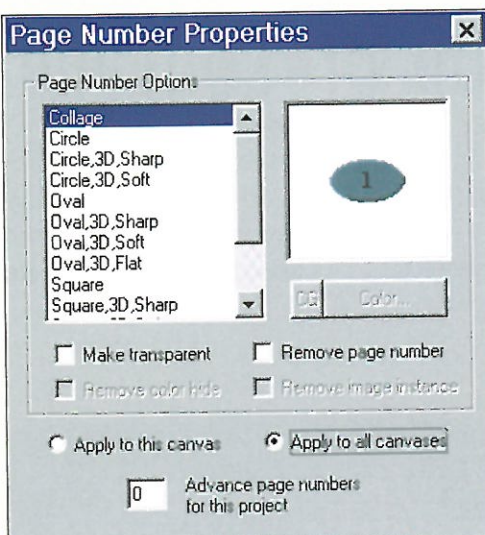 Page Number Properties
Page Number Options
Collage
Circle
Circle,3D,Sharp
Circle,3D,Soft
Oval
Oval,3D,Sharp
Oval,3D,Soft
Oval,3D,Flat
Square
Square,3D,Sharp
1
CG Color...
Make transparent
Remove page number
Remove color hide
Remove image instance
Apply to this canvas
Apply to all canvases
0
Advance page numbers
for this project